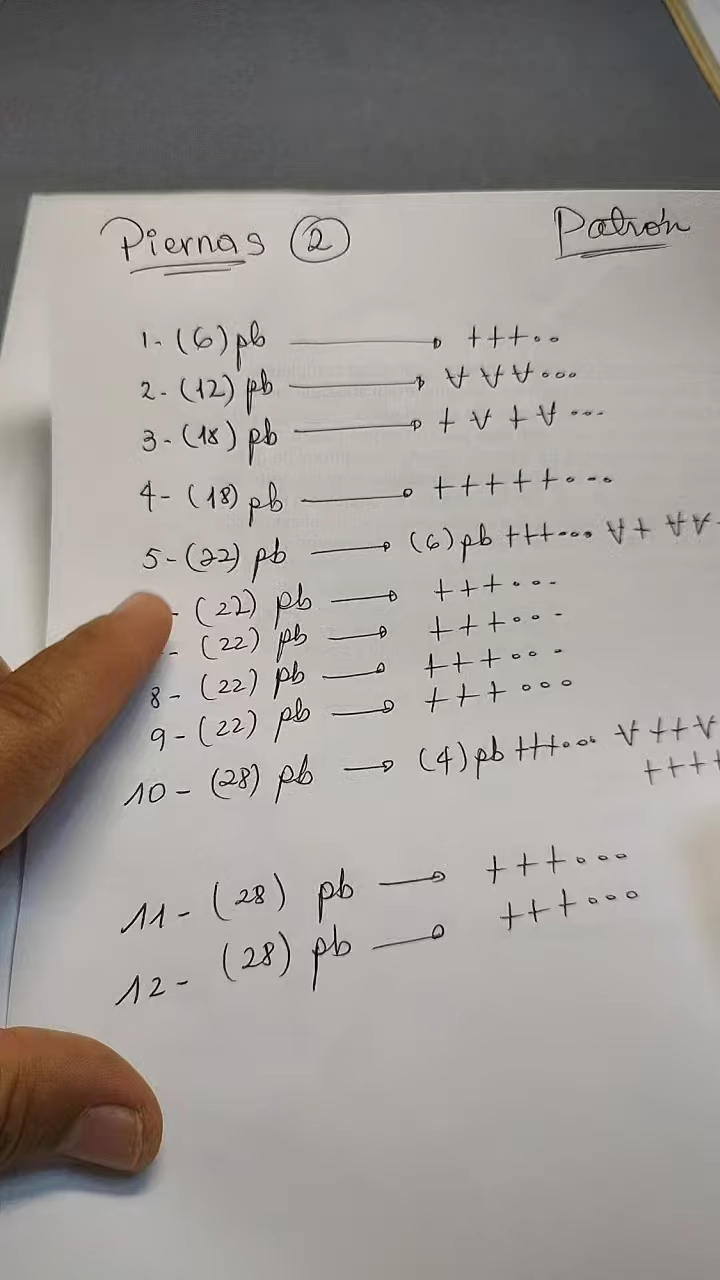 Piernas ② Patrón
1- (6) pb → +++..
2- (12) pb → V V V...
3- (18) pb → + V + V ...
4- (18) pb → +++++...
5- (22) pb → (6) pb +++... V + V V
- (22) pb → +++...
- (22) pb → +++...
8- (22) pb → +++...
9- (22) pb → +++...
10- (28) pb → (4) pb +++... V ++ V
++++
11- (28) pb → +++...
12- (28) pb → +++...